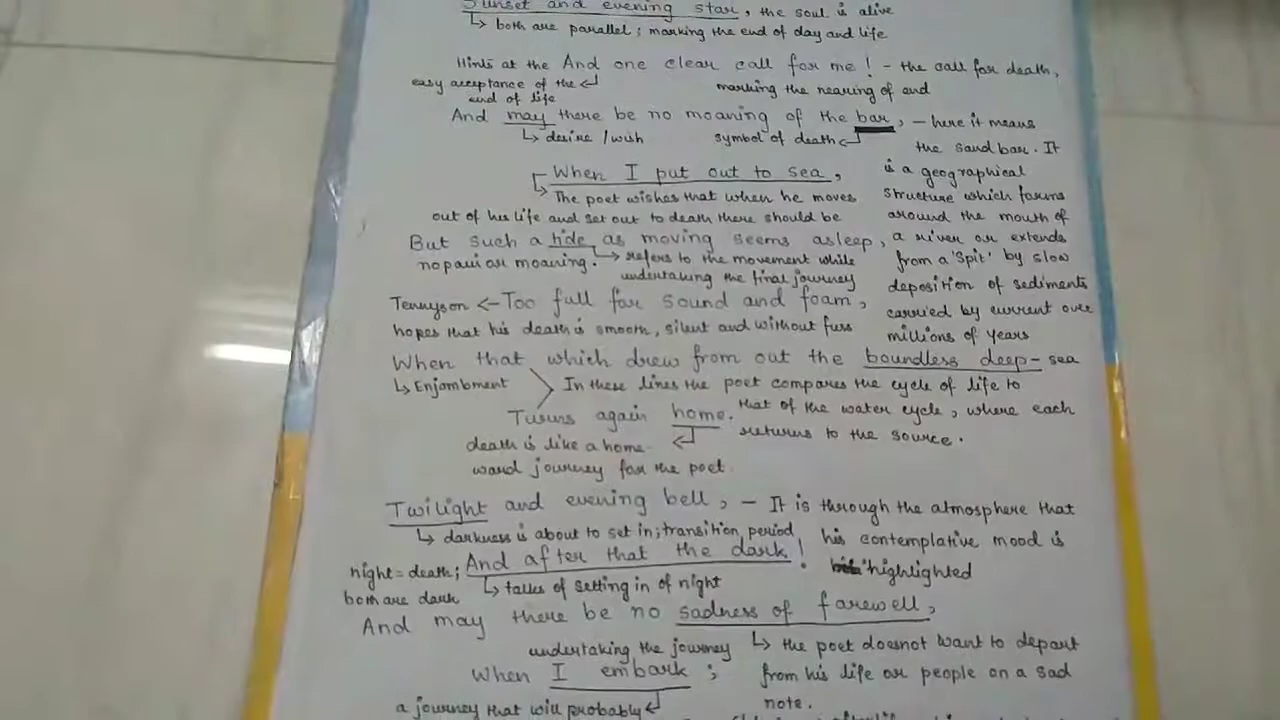 Sunset and evening star, the soul is alive
↳ both are parallel; marking the end of day and life
Hints at the And one clear call for me! - the call for death,
easy acceptance of the ↲ marking the nearing of end
end of life
And may there be no moaning of the bar, - here it means
↳ desire / wish symbol of death ↲ the sand bar. It
When I put out to sea, is a geographical
↳ The poet wishes that when he moves structure which forms
out of his life and set out to death there should be around the mouth of
But such a tide as moving seems asleep, a river or extends
no pain or moaning. ↳ refers to the movement while from a 'Spit' by slow
undertaking the final journey deposition of sediments
Tennyson ← Too full for sound and foam, carried by current over
hopes that his death is smooth, silent and without fuss millions of years
When that which drew from out the boundless deep - sea
↳ Enjambment In these lines the poet compares the cycle of life to
Turns again home. that of the water cycle, where each
death is like a home ↲ returns to the source.
ward journey for the poet.
Twilight and evening bell, - It is through the atmosphere that
↳ darkness is about to set in; transition period his contemplative mood is
night = death; And after that the dark! highlighted
both are dark ↳ talks of setting in of night
And may there be no sadness of farewell,
undertaking the journey ↳ the poet doesnot want to depart
When I embark; from his life or people on a sad
a journey that will probably ↲ note.